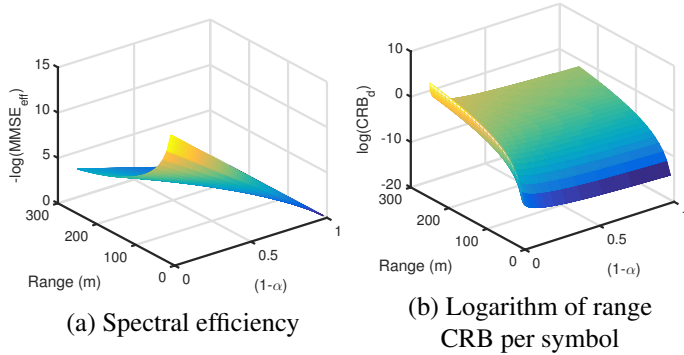 15
10
5
0
-log(MMSE_eff)
300
200
100
0
Range (m)
0
0.5
1
(1-α)
(a) Spectral efficiency
10
0
-10
-20
log(CRB_d)
300
200
100
0
Range (m)
0
0.5
1
(1-α)
(b) Logarithm of range
CRB per symbol